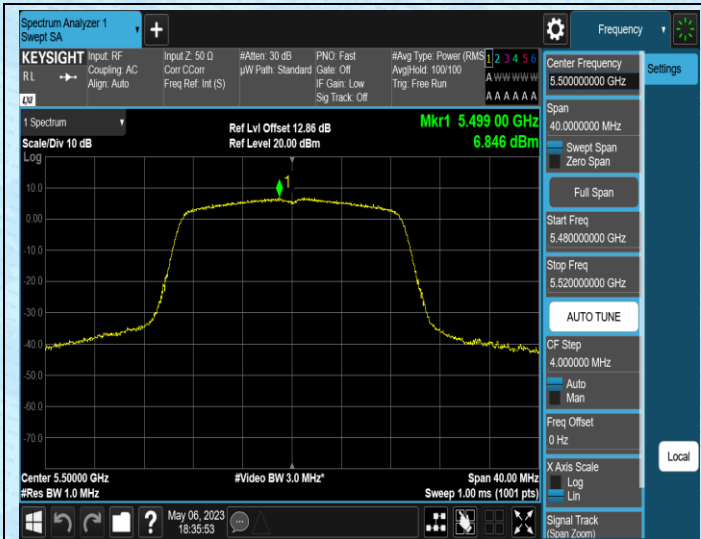 Spectrum Analyzer 1
Swept SA
Frequency
KEYSIGHT
R L
LXI
Input: RF
Coupling: AC
Align: Auto
Input Z: 50 Ω
Corr CCorr
Freq Ref: Int (S)
#Atten: 30 dB
µW Path: Standard
PNO: Fast
Gate: Off
IF Gain: Low
Sig Track: Off
#Avg Type: Power (RMS
Avg|Hold: 100/100
Trig: Free Run
1 2 3 4 5 6
A W W W W W
A A A A A A
1 Spectrum
Scale/Div 10 dB
Log
Ref Lvl Offset 12.86 dB
Ref Level 20.00 dBm
Mkr1 5.499 00 GHz
6.846 dBm
1
10.0
0.00
-10.0
-20.0
-30.0
-40.0
-50.0
-60.0
-70.0
Center 5.50000 GHz
#Res BW 1.0 MHz
#Video BW 3.0 MHz*
Span 40.00 MHz
Sweep 1.00 ms (1001 pts)
Center Frequency
5.500000000 GHz
Span
40.0000000 MHz
Swept Span
Zero Span
Full Span
Start Freq
5.480000000 GHz
Stop Freq
5.520000000 GHz
AUTO TUNE
CF Step
4.000000 MHz
Auto
Man
Freq Offset
0 Hz
X Axis Scale
Log
Lin
Signal Track
(Span Zoom)
Settings
Local
?
May 06, 2023
18:35:53